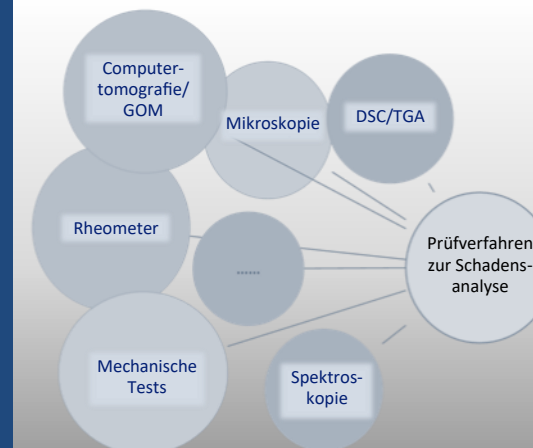 Computer-
tomografie/
GOM
Mikroskopie
DSC/TGA
Rheometer
......
Prüfverfahren
zur Schadens-
analyse
Mechanische
Tests
Spektros-
kopie